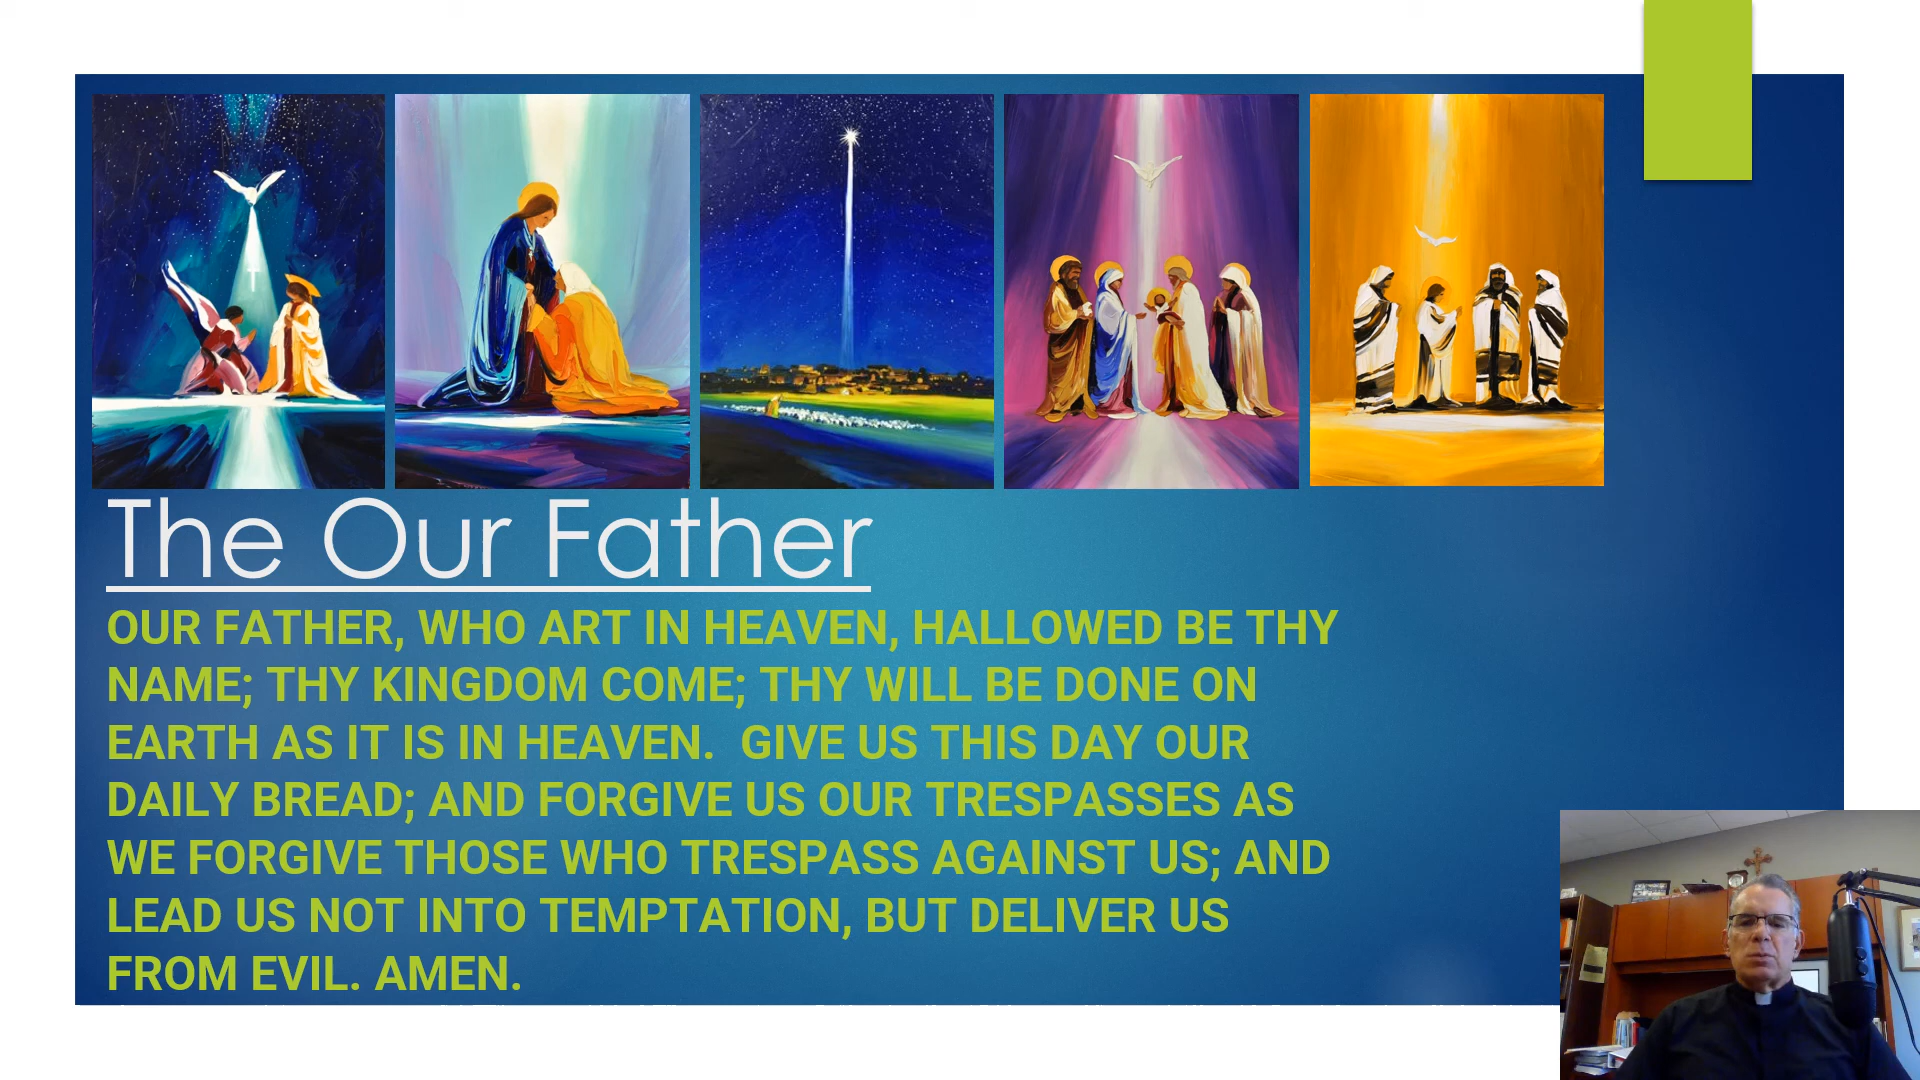 The Our Father
OUR FATHER, WHO ART IN HEAVEN, HALLOWED BE THY
NAME; THY KINGDOM COME; THY WILL BE DONE ON
EARTH AS IT IS IN HEAVEN.  GIVE US THIS DAY OUR
DAILY BREAD; AND FORGIVE US OUR TRESPASSES AS
WE FORGIVE THOSE WHO TRESPASS AGAINST US; AND
LEAD US NOT INTO TEMPTATION, BUT DELIVER US
FROM EVIL. AMEN.